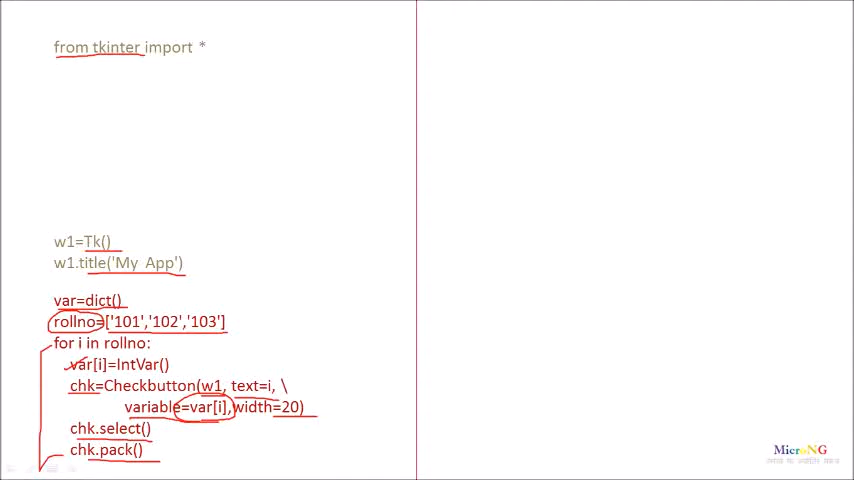 from tkinter import *
w1=Tk()
w1.title('My App')
var=dict()
rollno=['101','102','103']
for i in rollno:
var[i]=IntVar()
chk=Checkbutton(w1, text=i, \
variable=var[i],width=20)
chk.select()
chk.pack()
MicroNG